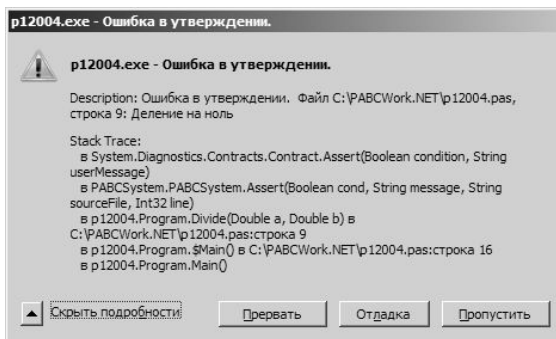 p12004.exe - Ошибка в утверждении.
p12004.exe - Ошибка в утверждении.
Description: Ошибка в утверждении. Файл C:\PABCWork.NET\p12004.pas,
строка 9: Деление на ноль
Stack Trace:
в System.Diagnostics.Contracts.Contract.Assert(Boolean condition, String
userMessage)
в PABCSystem.PABCSystem.Assert(Boolean cond, String message, String
sourceFile, Int32 line)
в p12004.Program.Divide(Double a, Double b) в
C:\PABCWork.NET\p12004.pas:строка 9
в p12004.Program.$Main() в C:\PABCWork.NET\p12004.pas:строка 16
в p12004.Program.Main()
Скрыть подробности Прервать Отладка Пропустить